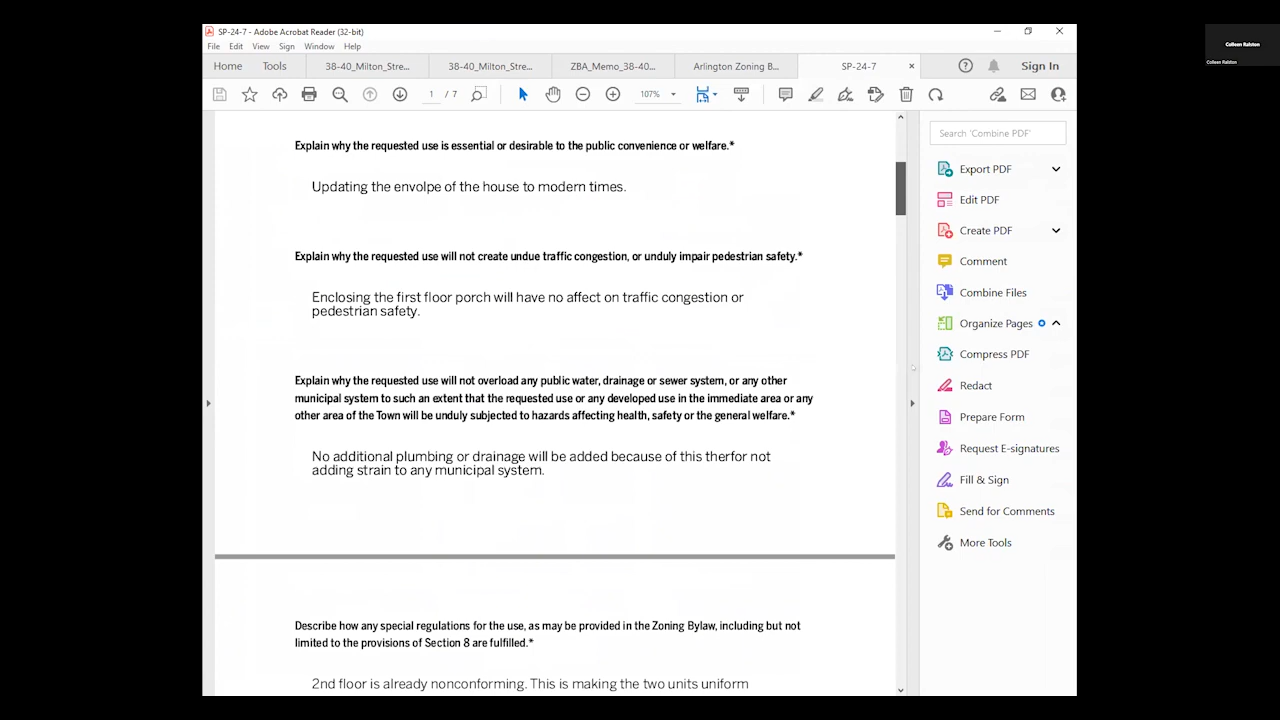 SP-24-7 - Adobe Acrobat Reader (32-bit)
File Edit View Sign Window Help
Home Tools 38-40_Milton_Stre... 38-40_Milton_Stre... ZBA_Memo_38-40... Arlington Zoning B... SP-24-7 × Sign In
1 / 7 107%
Colleen Ralston
Colleen Ralston
Explain why the requested use is essential or desirable to the public convenience or welfare.*
Updating the envolpe of the house to modern times.
Explain why the requested use will not create undue traffic congestion, or unduly impair pedestrian safety.*
Enclosing the first floor porch will have no affect on traffic congestion or
pedestrian safety.
Explain why the requested use will not overload any public water, drainage or sewer system, or any other
municipal system to such an extent that the requested use or any developed use in the immediate area or any
other area of the Town will be unduly subjected to hazards affecting health, safety or the general welfare.*
No additional plumbing or drainage will be added because of this therfor not
adding strain to any municipal system.
Describe how any special regulations for the use, as may be provided in the Zoning Bylaw, including but not
limited to the provisions of Section 8 are fulfilled.*
2nd floor is already nonconforming. This is making the two units uniform
Search 'Combine PDF'
Export PDF
Edit PDF
Create PDF
Comment
Combine Files
Organize Pages
Compress PDF
Redact
Prepare Form
Request E-signatures
Fill & Sign
Send for Comments
More Tools